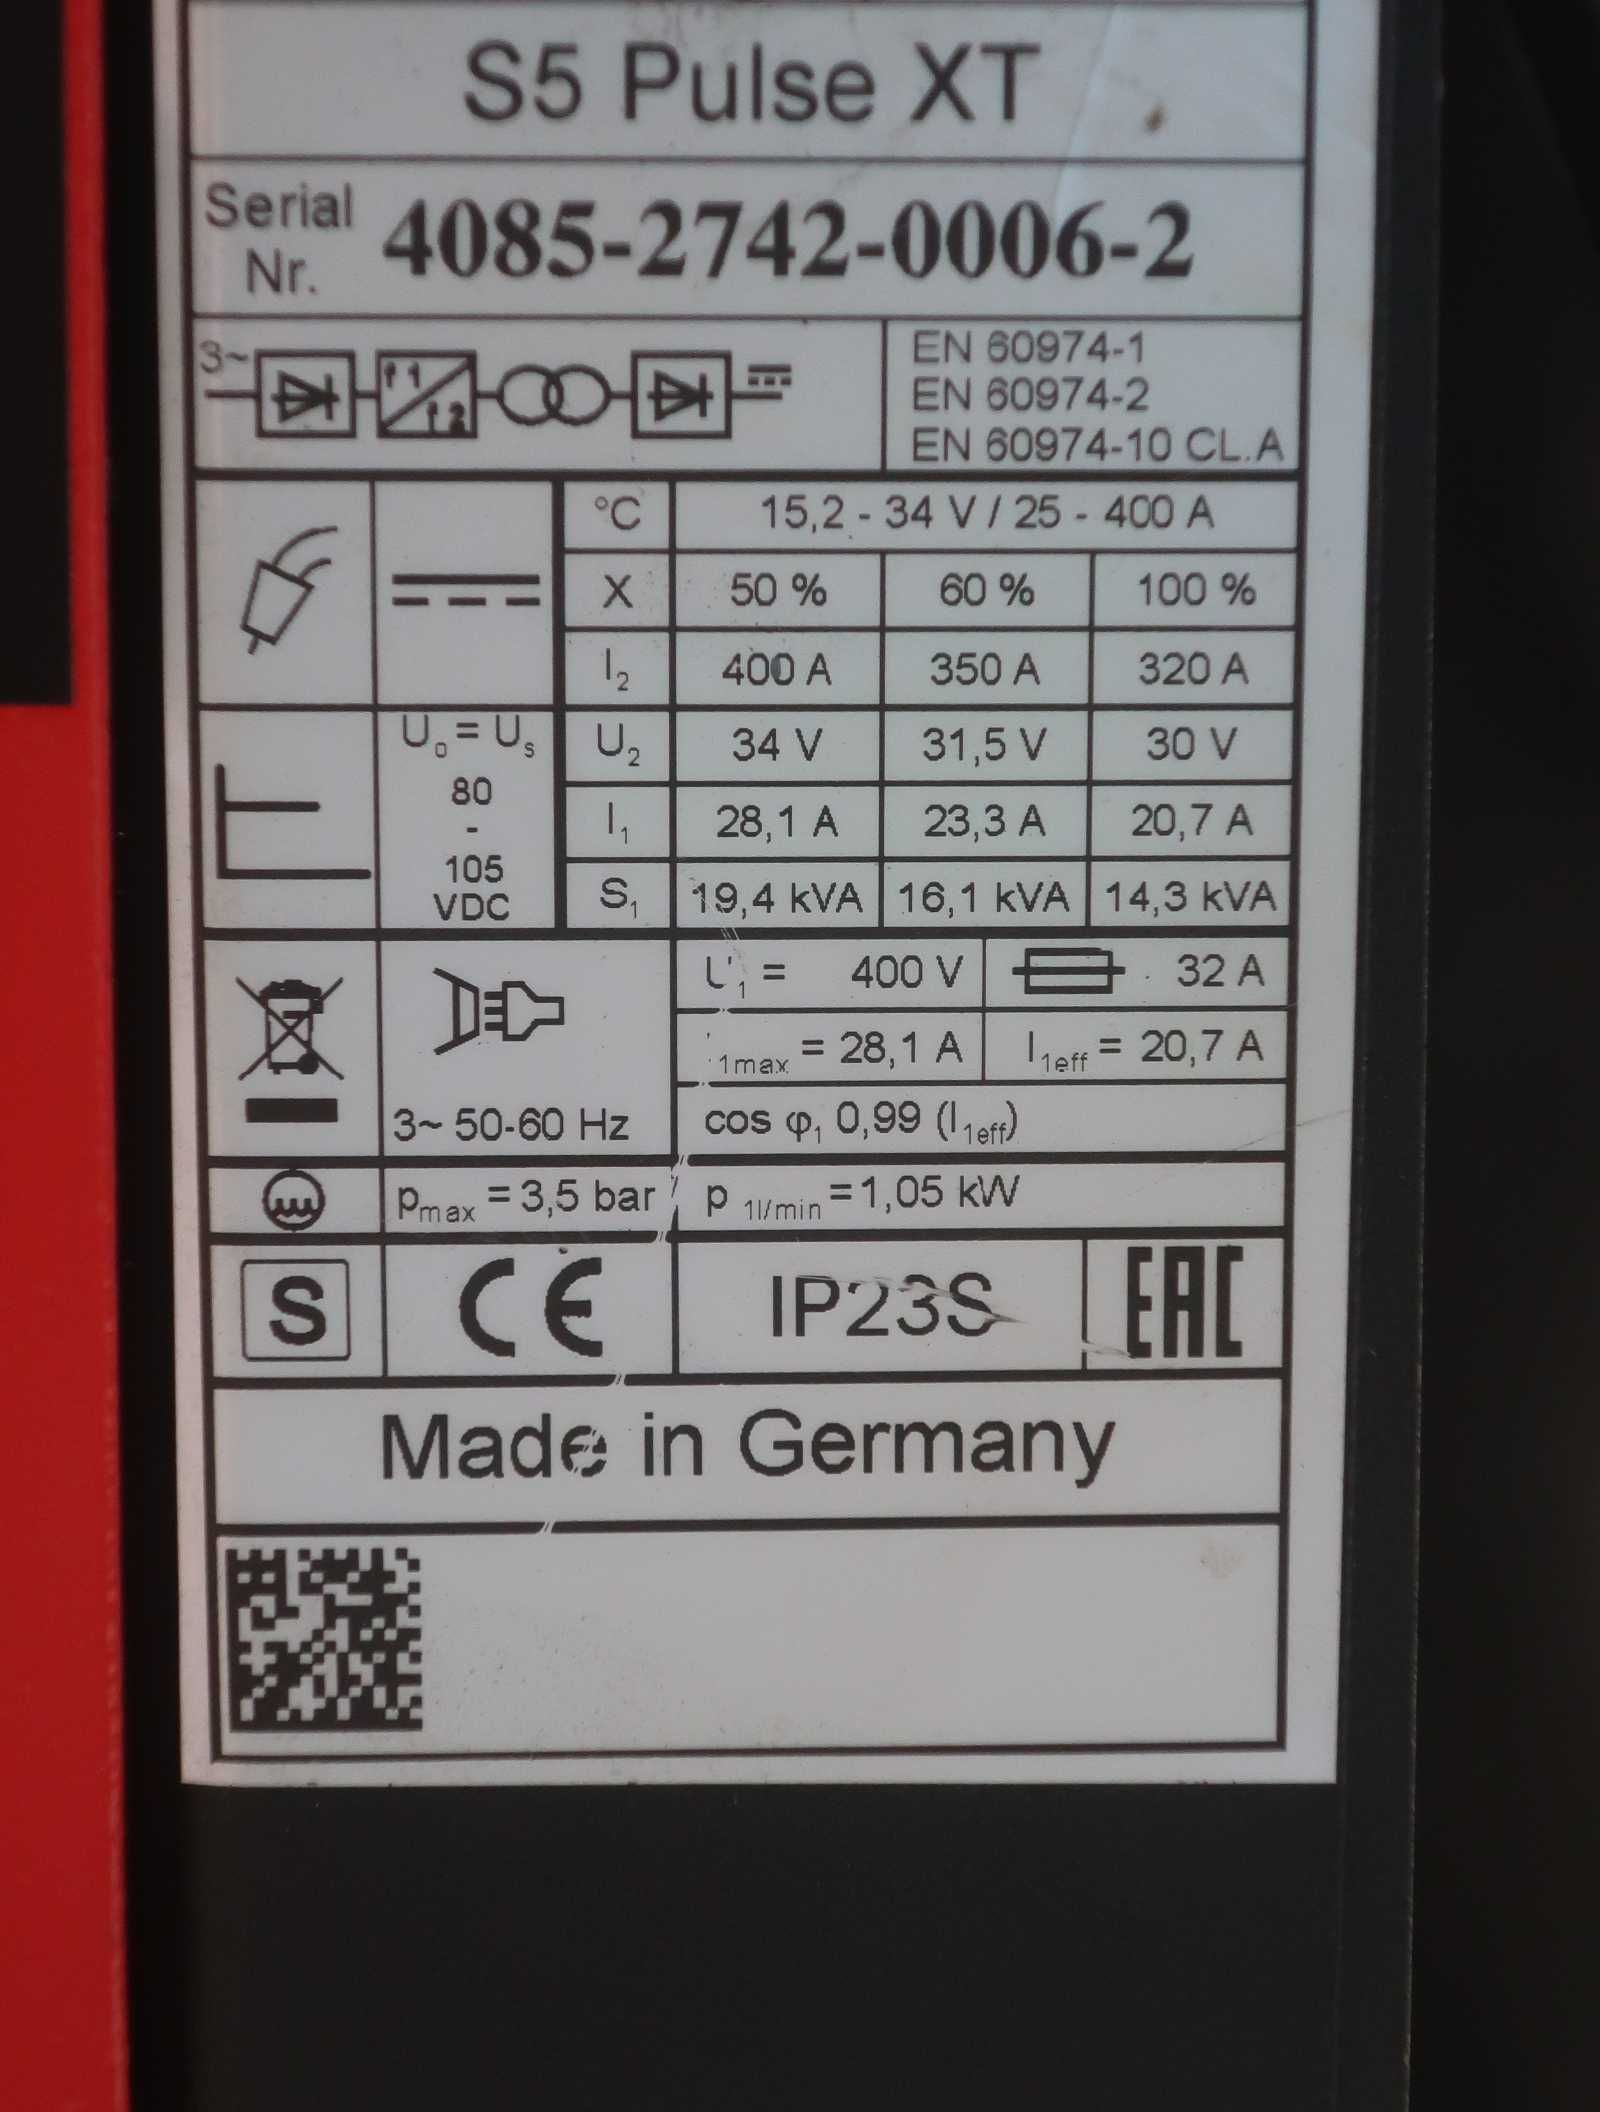 S5 Pulse XT
Serial Nr. 4085-2742-0006-2
3~ f1 f2
EN 60974-1
EN 60974-2
EN 60974-10 CL.A
°C 15,2 - 34 V / 25 - 400 A
X 50 % 60 % 100 %
I2 400 A 350 A 320 A
Uo = Us
80
-
105
VDC
U2 34 V 31,5 V 30 V
I1 28,1 A 23,3 A 20,7 A
S1 19,4 kVA 16,1 kVA 14,3 kVA
U1 = 400 V 32 A
1max = 28,1 A I1eff = 20,7 A
3~ 50-60 Hz cos φ1 0,99 (I1eff)
pmax = 3,5 bar p 1l/min = 1,05 kW
S CE IP23S EAC
Made in Germany